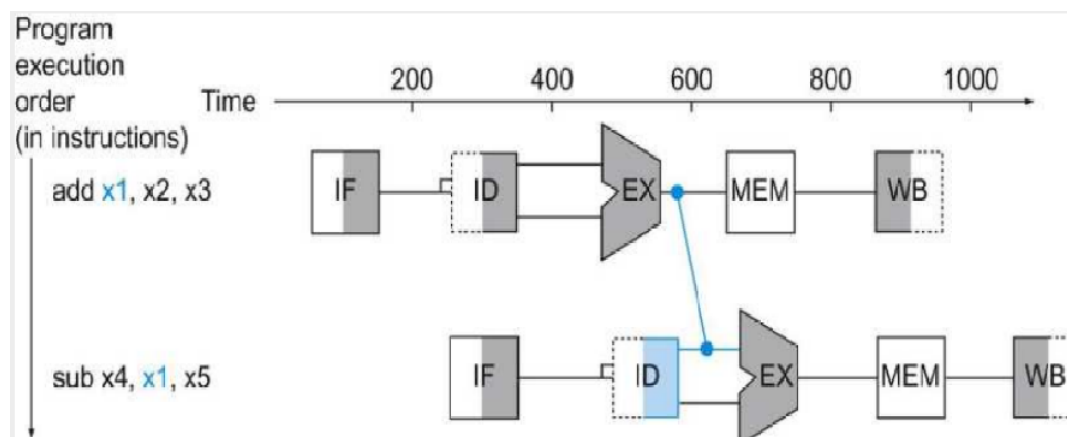 Program
execution
order
(in instructions)
Time
200 400 600 800 1000
add x1, x2, x3
IF ID EX MEM WB
sub x4, x1, x5
IF ID EX MEM WB